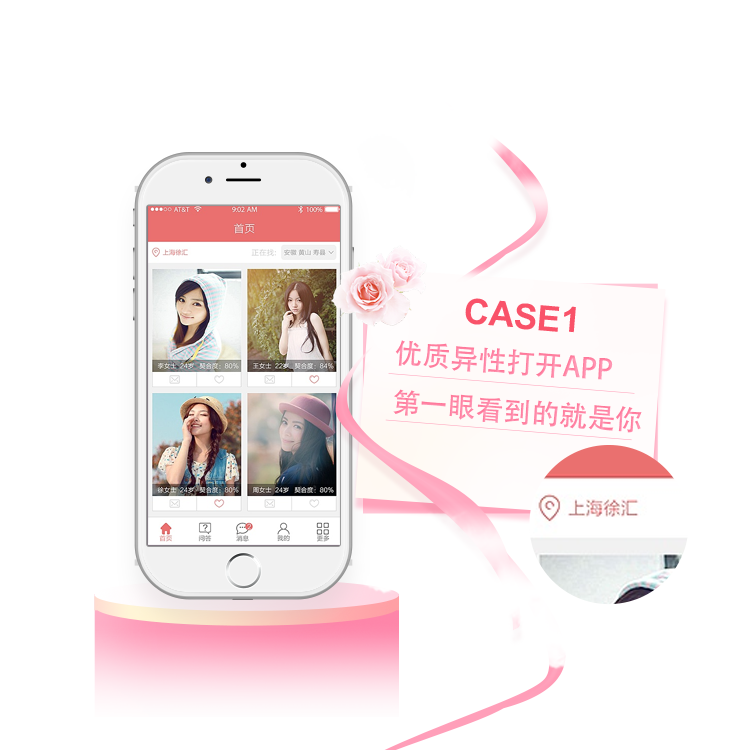 AT&T 9:02 AM 100%
首页
上海徐汇 正在找: 安徽 黄山 寿县
李女士 24岁 契合度：80%
王女士 22岁 契合度：84%
徐女士 24岁 契合度：80%
周女士 24岁 契合度：80%
首页 问答 消息 我的 更多
CASE1
优质异性打开APP
第一眼看到的就是你
上海徐汇